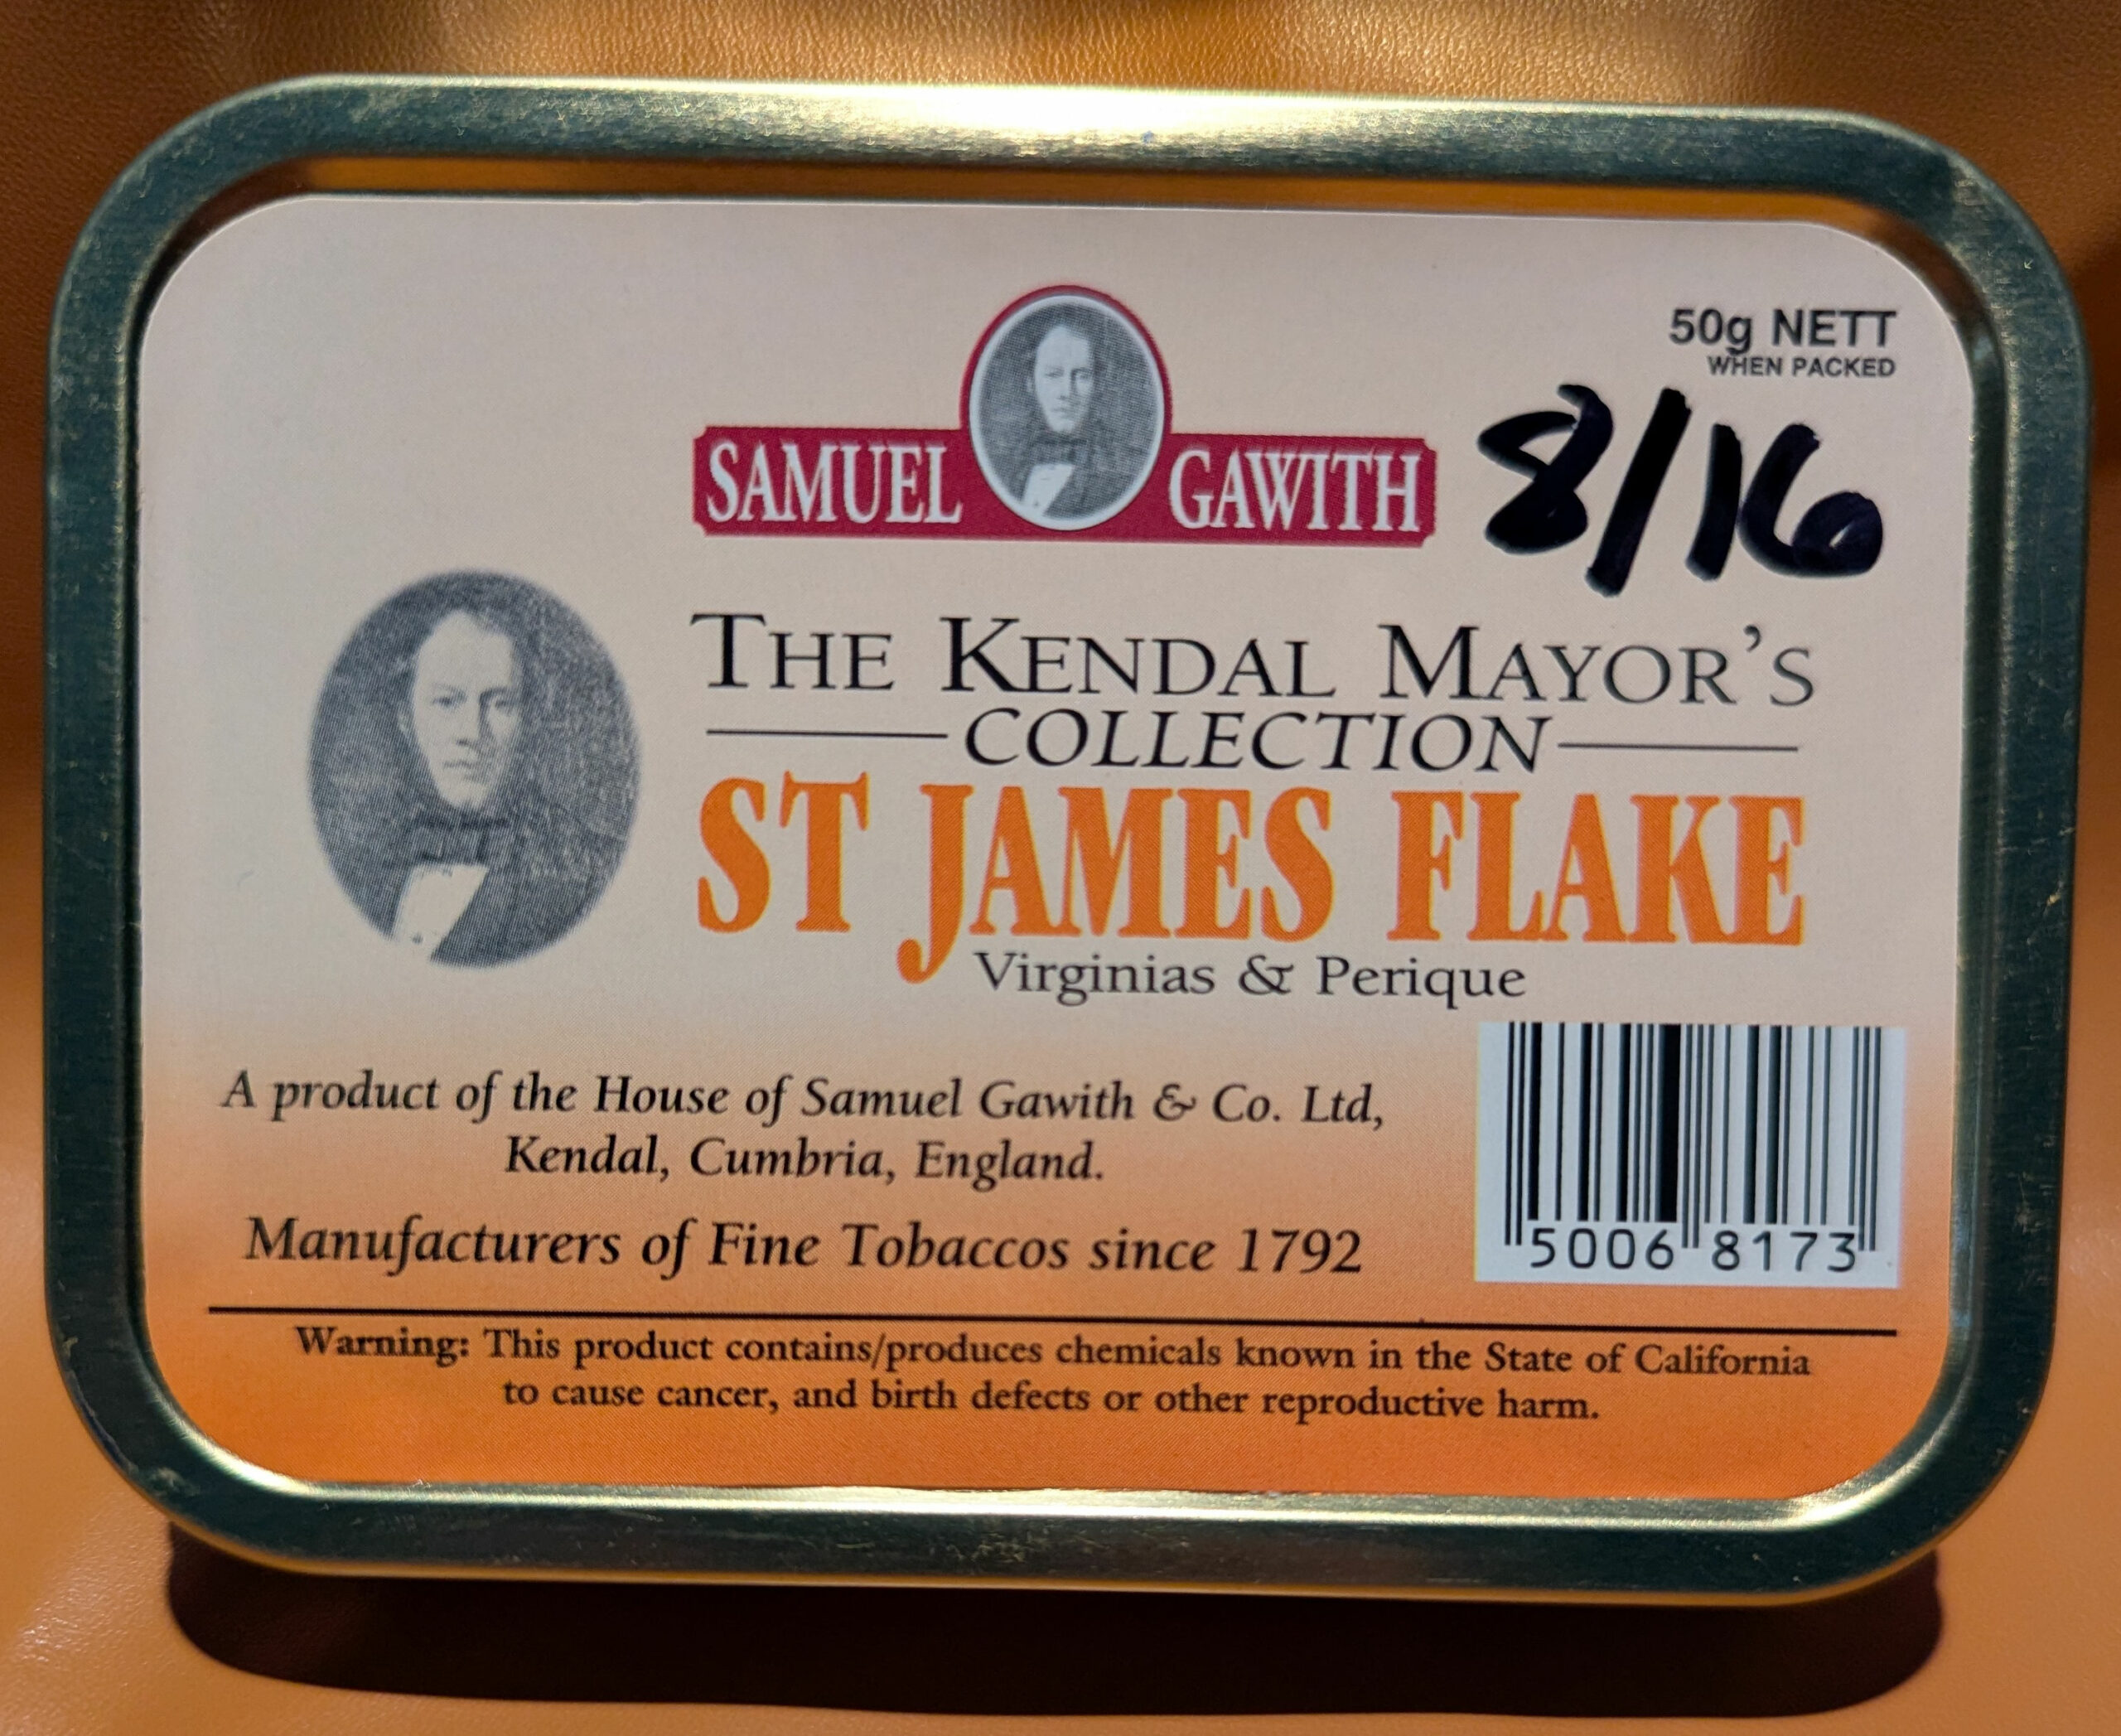 50g NETT
WHEN PACKED
SAMUEL GAWITH
8/16
THE KENDAL MAYOR'S
COLLECTION
ST JAMES FLAKE
Virginias & Perique
A product of the House of Samuel Gawith & Co. Ltd,
Kendal, Cumbria, England.
Manufacturers of Fine Tobaccos since 1792
5006 8173
Warning: This product contains/produces chemicals known in the State of California
to cause cancer, and birth defects or other reproductive harm.